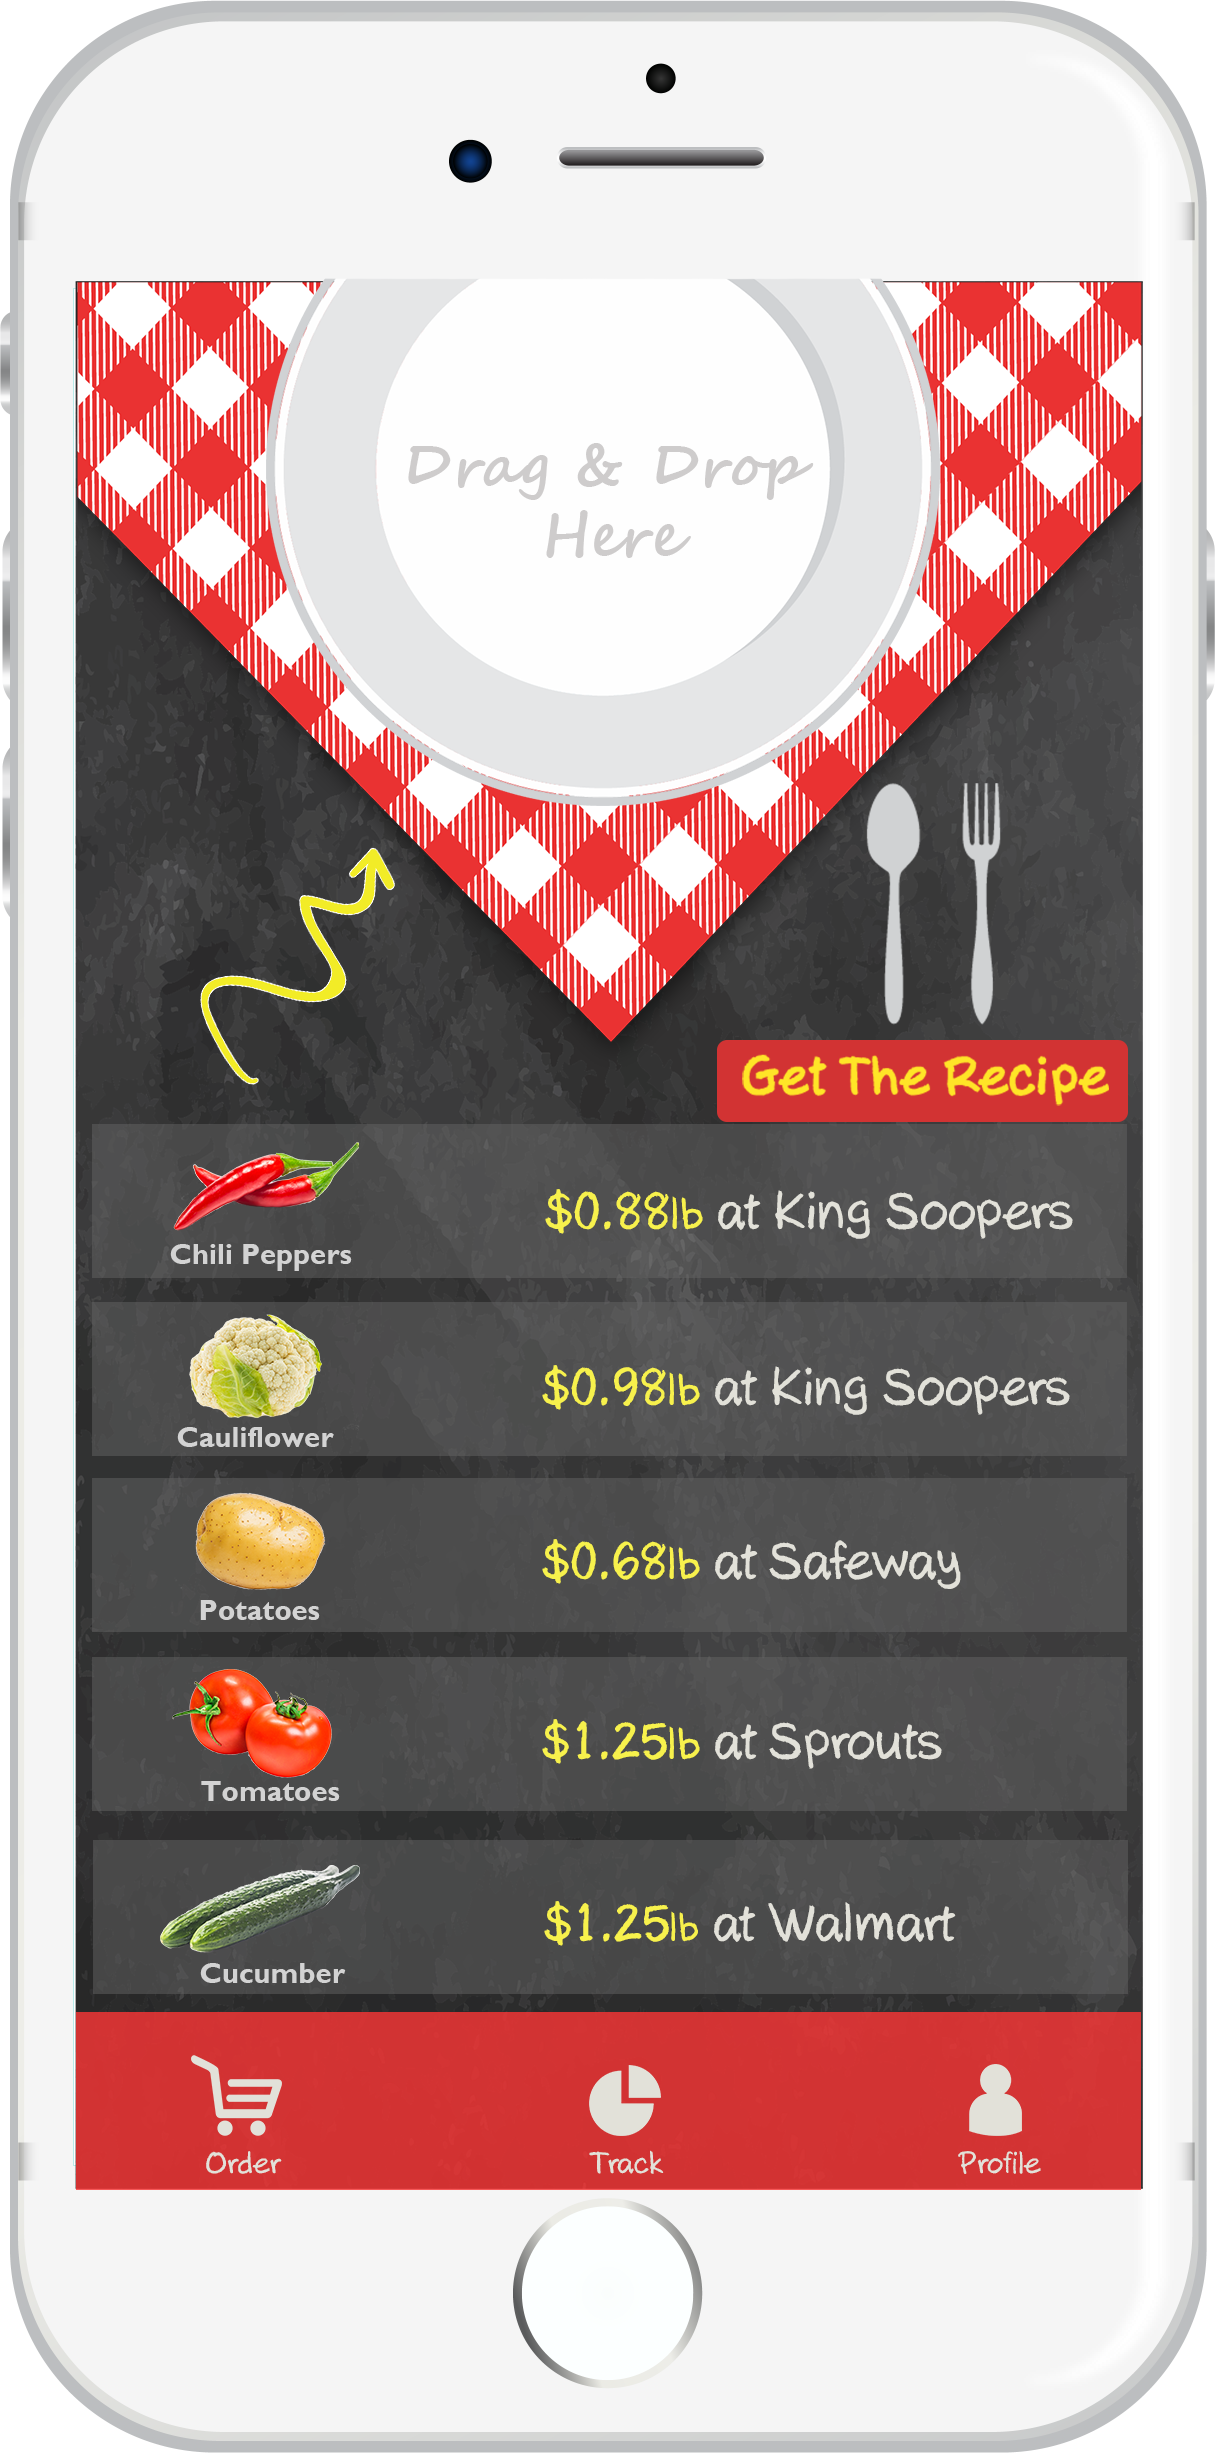 Drag & Drop
Here
Get The Recipe
$0.88lb at King Soopers
Chili Peppers
$0.98lb at King Soopers
Cauliflower
$0.68lb at Safeway
Potatoes
$1.25lb at Sprouts
Tomatoes
$1.25lb at Walmart
Cucumber
Order
Track
Profile